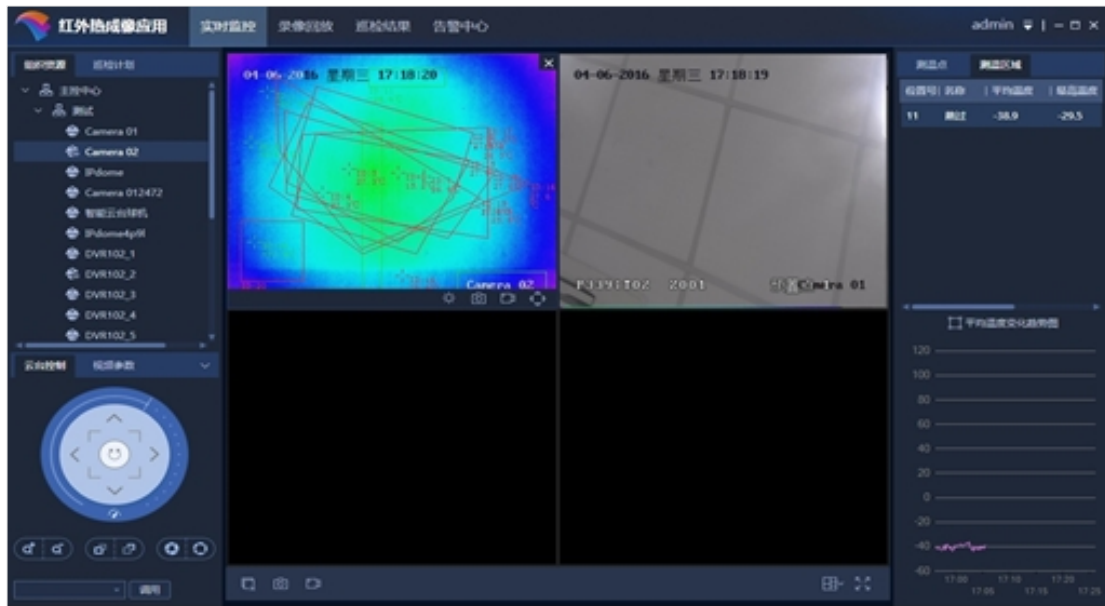 红外热成像应用
实时监控 录像回放 巡检结果 告警中心
admin
组织资源 巡检计划
主控中心
测试
Camera 01
Camera 02
IPdome
Camera 012472
智能云台球机
IPdome4p9l
DVR102_1
DVR102_2
DVR102_3
DVR102_4
DVR102_5
云台控制 视频参数
调用
04-06-2016 星期三 17:18:20
Camera 02
04-06-2016 星期三 17:18:19
Camera 01
测温点 测温区域
名称 平均温度 最高温度
11 测过 -38.9 -29.5
平均温度变化趋势图
120
100
80
60
40
20
0
-20
-40
-60
17:00 17:10 17:20
17:05 17:15 17:25